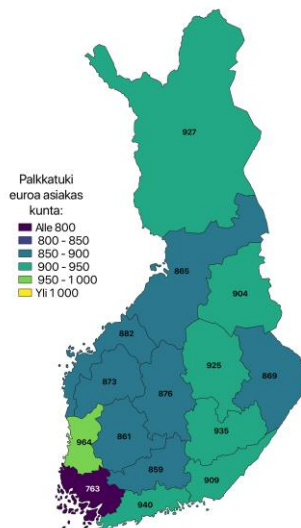 927
Palkkatuki
euroa asiakas
kunta:
Alle 800
800 - 850
850 - 900
900 - 950
950 - 1 000
Yli 1 000
865
904
882
925
873
876
869
964
861
935
763
859
909
940